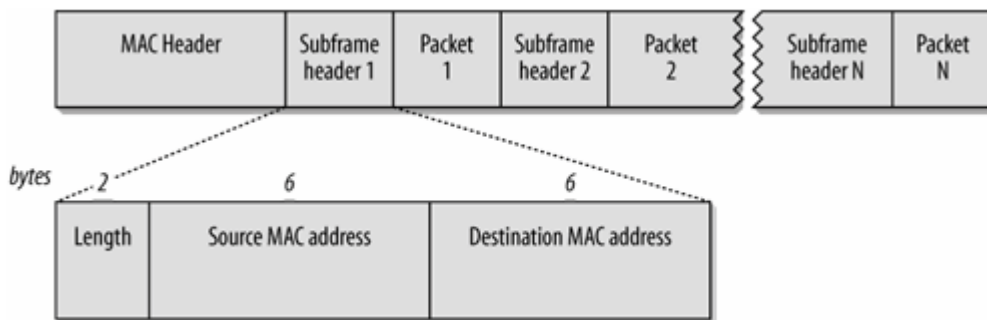 MAC Header
Subframe
header 1
Packet
1
Subframe
header 2
Packet
2
Subframe
header N
Packet
N
bytes
2
6
6
Length
Source MAC address
Destination MAC address